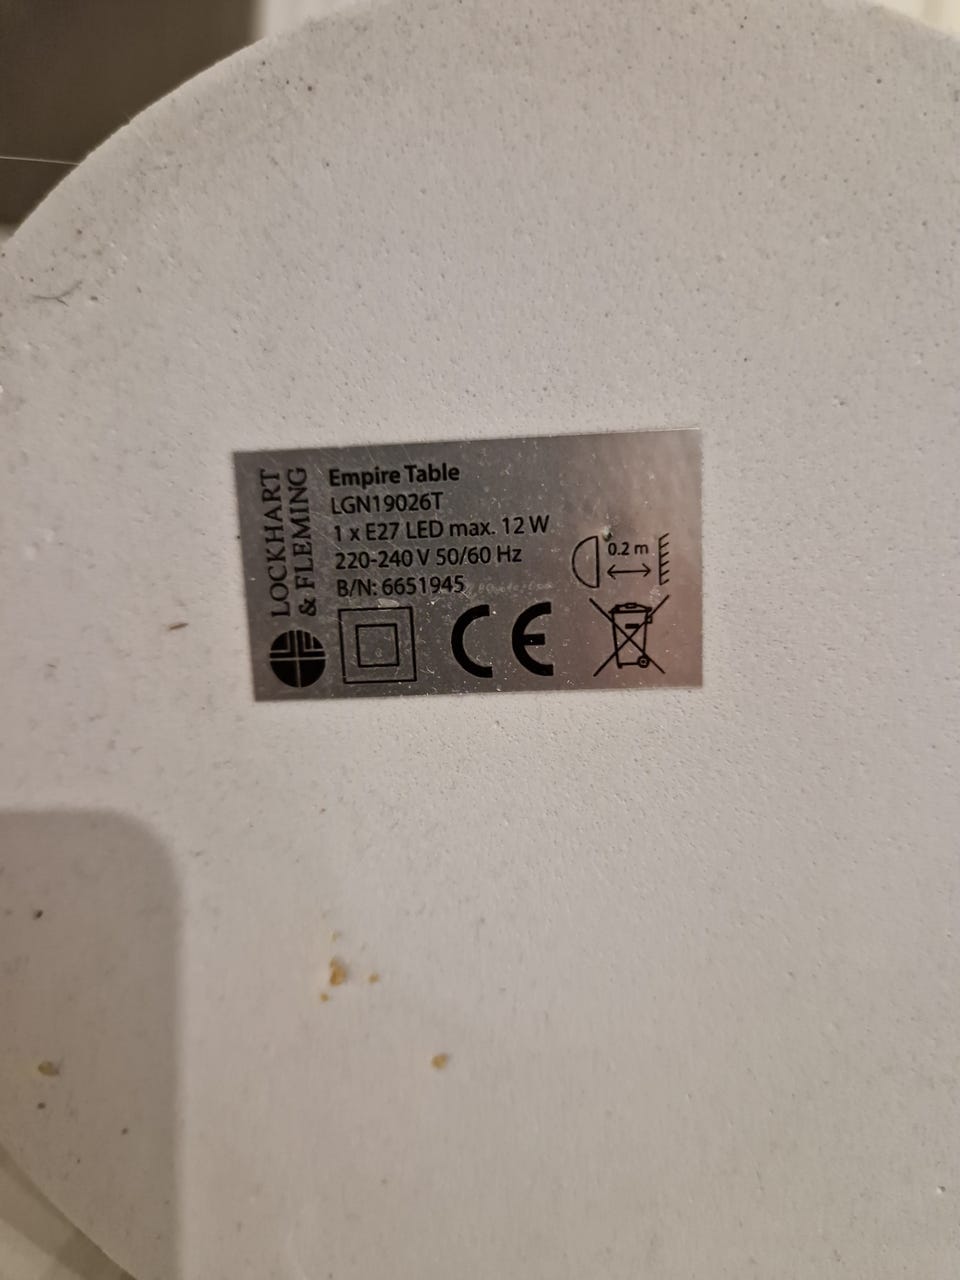 LOCKHART
& FLEMING
Empire Table
LGN19026T
1 x E27 LED max. 12 W
220-240 V 50/60 Hz
B/N: 6651945
0.2 m
CE